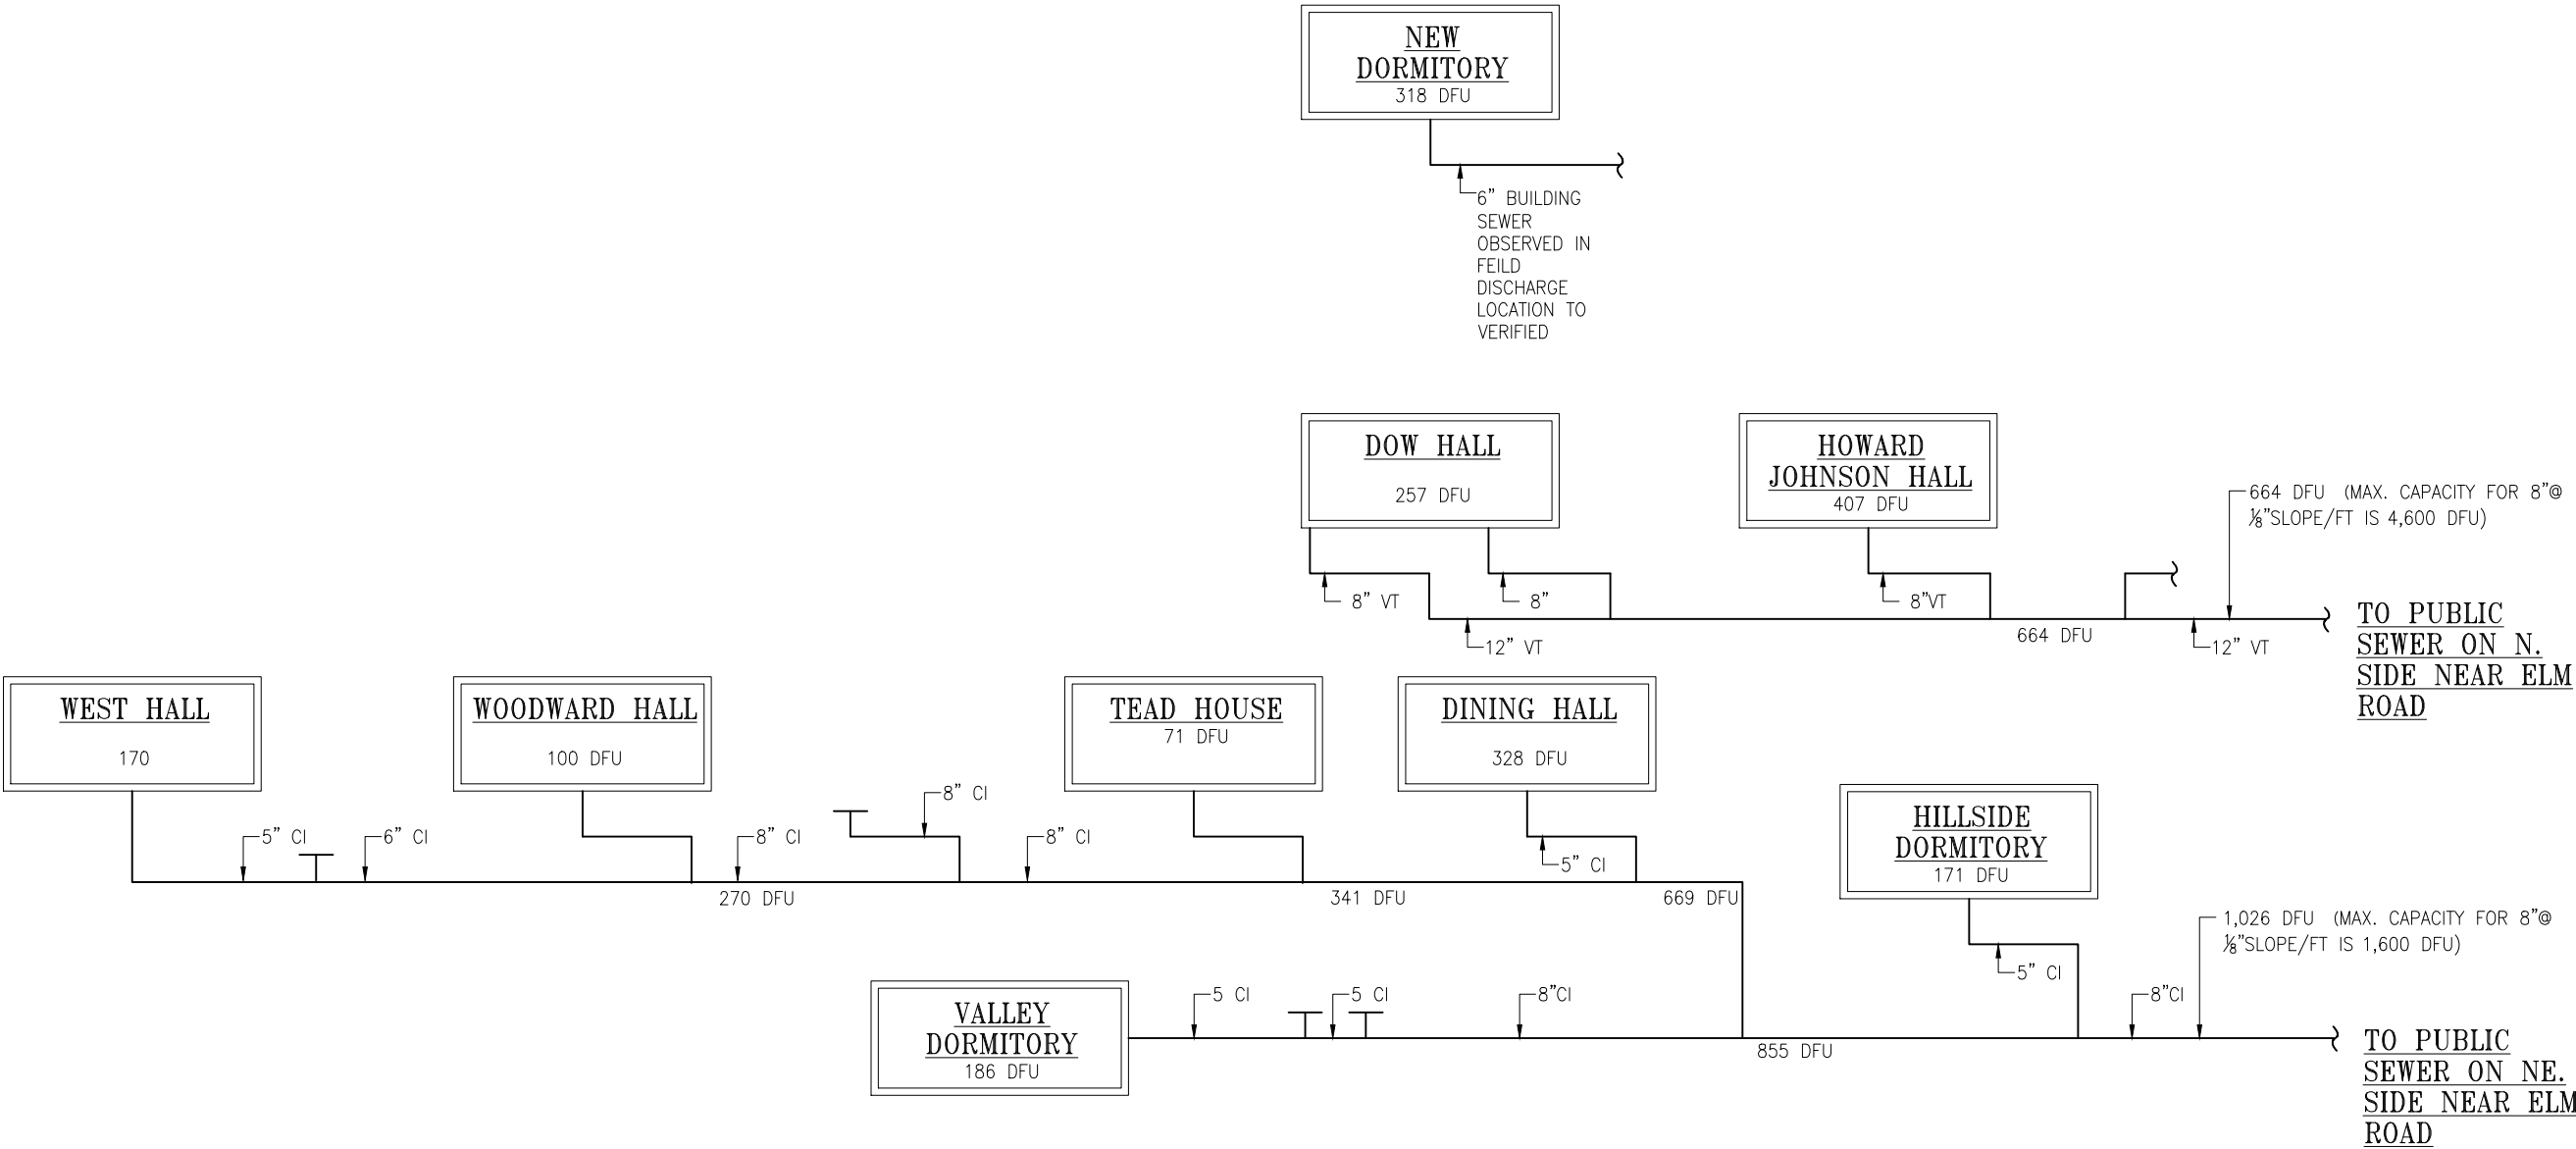 NEW
DORMITORY
318 DFU
6” BUILDING
SEWER
OBSERVED IN
FEILD
DISCHARGE
LOCATION TO
VERIFIED
DOW HALL
257 DFU
HOWARD
JOHNSON HALL
407 DFU
664 DFU (MAX. CAPACITY FOR 8”@
⅛”SLOPE/FT IS 4,600 DFU)
8” VT
8”
8”VT
12” VT
664 DFU
12” VT
TO PUBLIC
SEWER ON N.
SIDE NEAR ELM
ROAD
WEST HALL
170
WOODWARD HALL
100 DFU
TEAD HOUSE
71 DFU
DINING HALL
328 DFU
5” CI
6” CI
8” CI
8” CI
8” CI
5” CI
270 DFU
341 DFU
669 DFU
HILLSIDE
DORMITORY
171 DFU
5” CI
1,026 DFU (MAX. CAPACITY FOR 8”@
⅛”SLOPE/FT IS 1,600 DFU)
VALLEY
DORMITORY
186 DFU
5 CI
5 CI
8”CI
855 DFU
8”CI
TO PUBLIC
SEWER ON NE.
SIDE NEAR ELM
ROAD